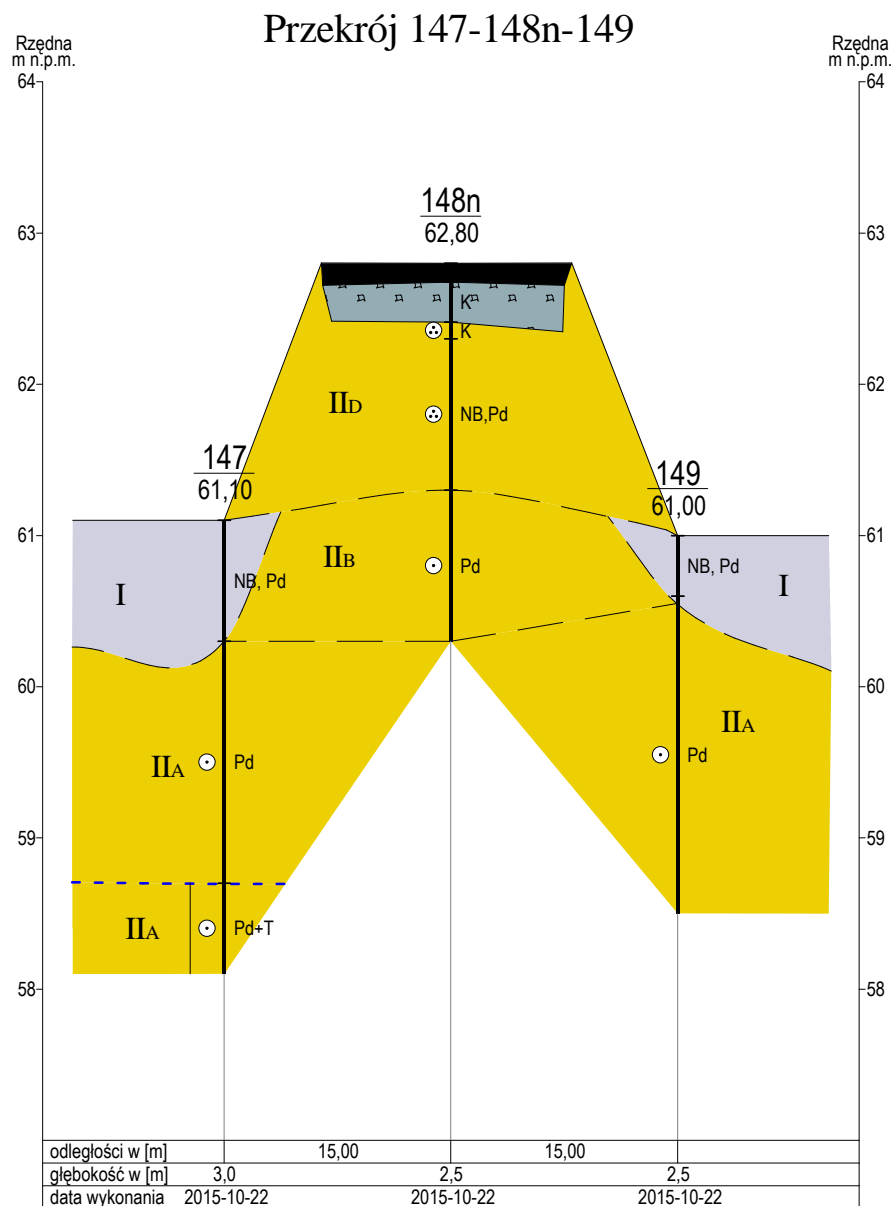 Przekrój 147-148n-149
Rzędna
m n.p.m.
Rzędna
m n.p.m.
64
64
63
63
148n
62,80
K
K
62
62
IID
NB,Pd
147
61,10
149
61,00
61
61
IIB
Pd
I
NB, Pd
NB, Pd
I
60
60
IIA
Pd
Pd
IIA
59
59
IIA
Pd+T
58
58
odległości w [m]
15,00
15,00
głębokość w [m]
3,0
2,5
2,5
data wykonania
2015-10-22
2015-10-22
2015-10-22